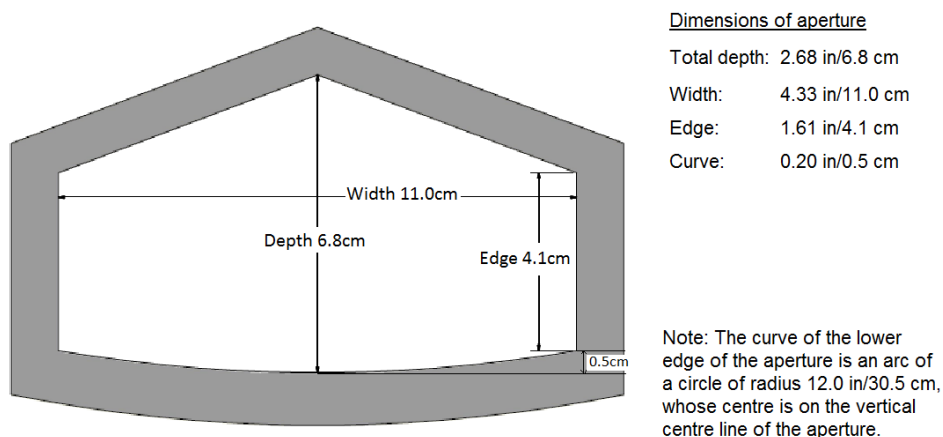 Dimensions of aperture
Total depth: 2.68 in/6.8 cm
Width: 4.33 in/11.0 cm
Edge: 1.61 in/4.1 cm
Curve: 0.20 in/0.5 cm
Width 11.0cm
Depth 6.8cm
Edge 4.1cm
0.5cm
Note: The curve of the lower
edge of the aperture is an arc of
a circle of radius 12.0 in/30.5 cm,
whose centre is on the vertical
centre line of the aperture.